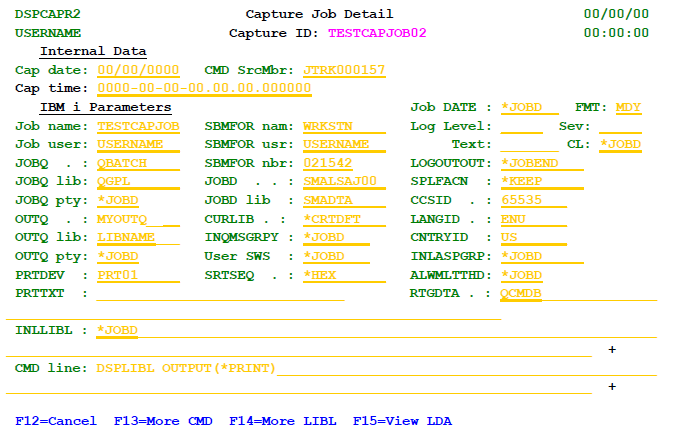 DSPCAPR2 Capture Job Detail 00/00/00
USERNAME Capture ID: TESTCAPJOB02 00:00:00
Internal Data
Cap date: 00/00/0000 CMD SrcMbr: JTRK000157
Cap time: 0000-00-00-00.00.00.000000
IBM i Parameters Job DATE : *JOBD FMT: MDY
Job name: TESTCAPJOB SBMFOR nam: WRKSTN Log Level: Sev:
Job user: USERNAME SBMFOR usr: USERNAME Text: CL: *JOBD
JOBQ . : QBATCH SBMFOR nbr: 021542 LOGOUTOUT: *JOBEND
JOBQ lib: QGPL JOBD . . : SMALSAJ00 SPLFACN : *KEEP
JOBQ pty: *JOBD JOBD lib : SMADTA CCSID . : 65535
OUTQ . : MYOUTQ__ CURLIB . : *CRTDFT LANGID . : ENU
OUTQ lib: LIBNAME INQMSGRPY : *JOBD CNTRYID : US
OUTQ pty: *JOBD User SWS : *JOBD INLASPGRP: *JOBD
PRTDEV : PRT01 SRTSEQ . : *HEX ALWMLTTHD: *JOBD
PRTTXT : RTGDTA . : QCMDB
INLLIBL : *JOBD
+
CMD line: DSPLIBL OUTPUT(*PRINT)
+
F12=Cancel F13=More CMD F14=More LIBL F15=View LDA